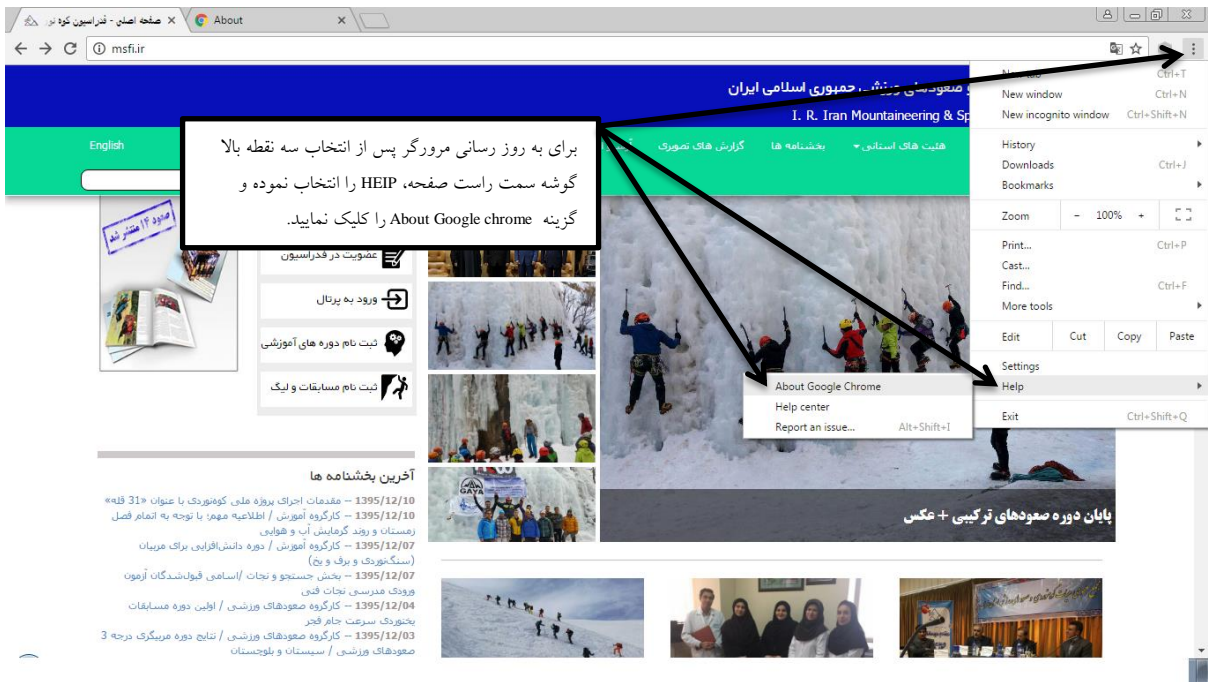 صفحه اصلی - فدراسیون کوه نور
About
msfi.ir
و صعودهای ورزشی جمهوری اسلامی ایران
I. R. Iran Mountaineering & Sp
English
گزارش های تصویری
بخشنامه ها
هئیت های استانی
برای به روز رسانی مرورگر پس از انتخاب سه نقطه بالا
گوشه سمت راست صفحه، HEIP را انتخاب نموده و
گزینه About Google chrome را کلیک نمایید.
Ctrl+T
New window Ctrl+N
New incognito window Ctrl+Shift+N
History
Downloads Ctrl+J
Bookmarks
Zoom - 100% +
Print... Ctrl+P
Cast...
Find... Ctrl+F
More tools
Edit Cut Copy Paste
Settings
Help
Exit Ctrl+Shift+Q
About Google Chrome
Help center
Report an issue... Alt+Shift+I
صعود ۱۴ منتشر شد
عضویت در فدراسیون
ورود به پرتال
ثبت نام دوره های آموزشی
ثبت نام مسابقات و لیگ
GAYA
پایان دوره صعودهای ترکیبی + عکس
آخرین بخشنامه ها
1395/12/10 -- مقدمات اجرای پروژه ملی کوهنوردی با عنوان «31 قله»
1395/12/10 -- کارگروه آموزش / اطلاعیه مهم؛ با توجه به اتمام فصل
زمستان و روند گرمایش آب و هوایی
1395/12/07 -- کارگروه آموزش / دوره دانش‌افزایی برای مربیان
(سنگ‌نوردی و برف و یخ)
1395/12/07 -- بخش جستجو و نجات /اسامی قبول‌شدگان آزمون
ورودی مدرسی نجات فنی
1395/12/04 -- کارگروه صعودهای ورزشی / اولین دوره مسابقات
یخنوردی سرعت جام فجر
1395/12/03 -- کارگروه صعودهای ورزشی / نتایج دوره مربیگری درجه 3
صعودهای ورزشی / سیستان و بلوچستان